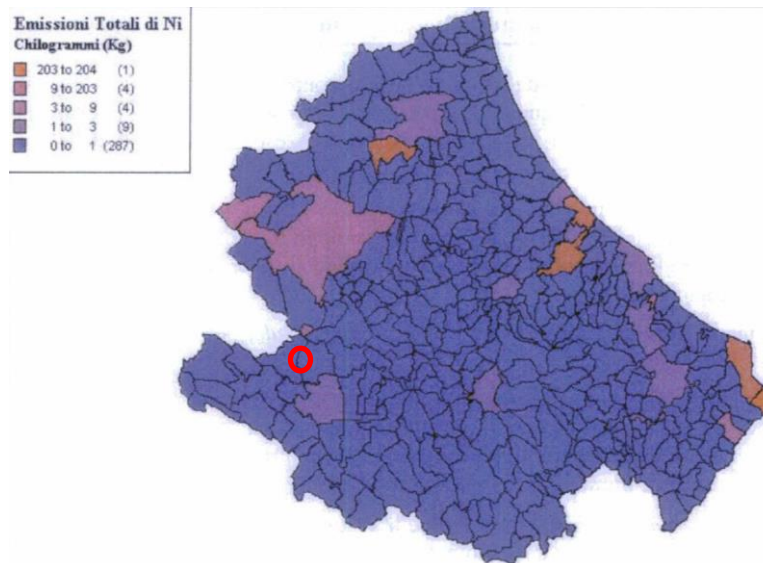 Emissioni Totali di Ni
Chilogrammi (Kg)
203 to 204 (1)
9 to 203 (4)
3 to 9 (4)
1 to 3 (9)
0 to 1 (287)